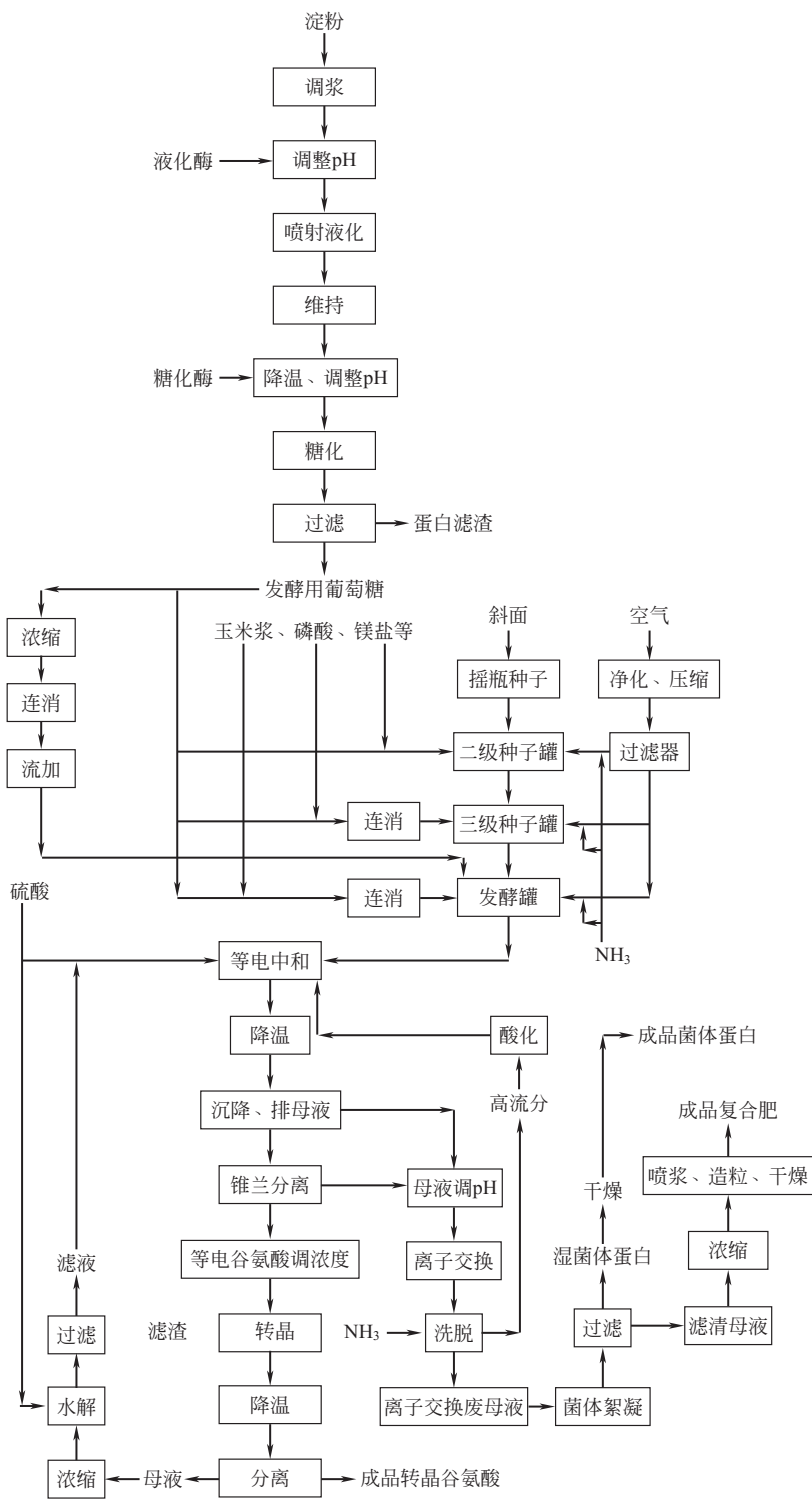 淀粉
调浆
液化酶
调整pH
喷射液化
维持
糖化酶
降温、调整pH
糖化
过滤
蛋白滤渣
发酵用葡萄糖
浓缩
玉米浆、磷酸、镁盐等
斜面
空气
连消
摇瓶种子
净化、压缩
流加
二级种子罐
过滤器
连消
三级种子罐
硫酸
连消
发酵罐
NH₃
等电中和
降温
酸化
成品菌体蛋白
沉降、排母液
高流分
成品复合肥
锥兰分离
母液调pH
干燥
喷浆、造粒、干燥
滤液
等电谷氨酸调浓度
离子交换
湿菌体蛋白
浓缩
过滤
滤渣
转晶
NH₃
洗脱
过滤
滤清母液
水解
降温
离子交换废母液
菌体絮凝
浓缩
母液
分离
成品转晶谷氨酸